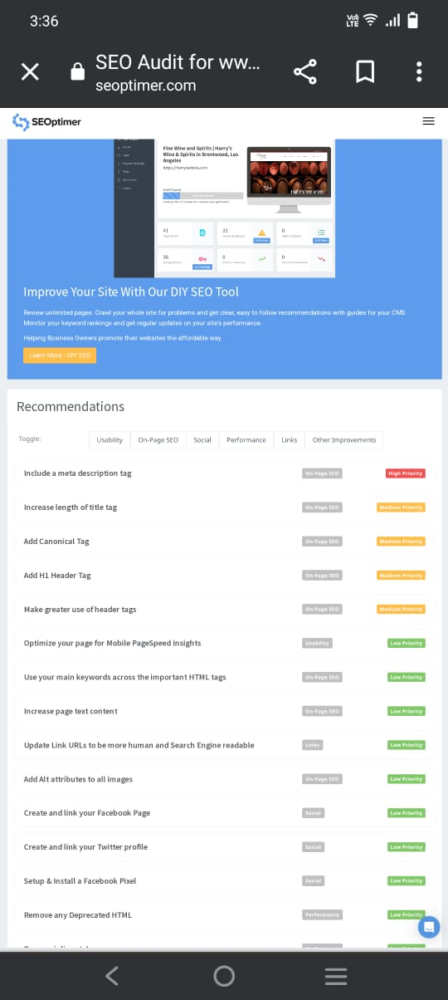 3:36
Vo)) LTE
SEO Audit for ww...
seoptimer.com
SEOptimer
Fine Wine and Spirits | Harry's
Wine & Spirits in Brentwood, Los
Angeles
41
22
0
38
0
Improve Your Site With Our DIY SEO Tool
Review unlimited pages. Crawl your whole site for problems and get clear, easy to follow recommendations with guides for your CMS.
Monitor your keyword rankings and get regular updates on your site's performance.
Helping Business Owners promote their websites the affordable way.
Learn More - DIY SEO
Recommendations
Toggle: Usability On-Page SEO Social Performance Links Other Improvements
Include a meta description tag On-Page SEO High Priority
Increase length of title tag On-Page SEO Medium Priority
Add Canonical Tag On-Page SEO Medium Priority
Add H1 Header Tag On-Page SEO Medium Priority
Make greater use of header tags On-Page SEO Medium Priority
Optimize your page for Mobile PageSpeed Insights Usability Low Priority
Use your main keywords across the important HTML tags On-Page SEO Low Priority
Increase page text content On-Page SEO Low Priority
Update Link URLs to be more human and Search Engine readable Links Low Priority
Add Alt attributes to all images On-Page SEO Low Priority
Create and link your Facebook Page Social Low Priority
Create and link your Twitter profile Social Low Priority
Setup & Install a Facebook Pixel Social Low Priority
Remove any Deprecated HTML Performance Low Priority